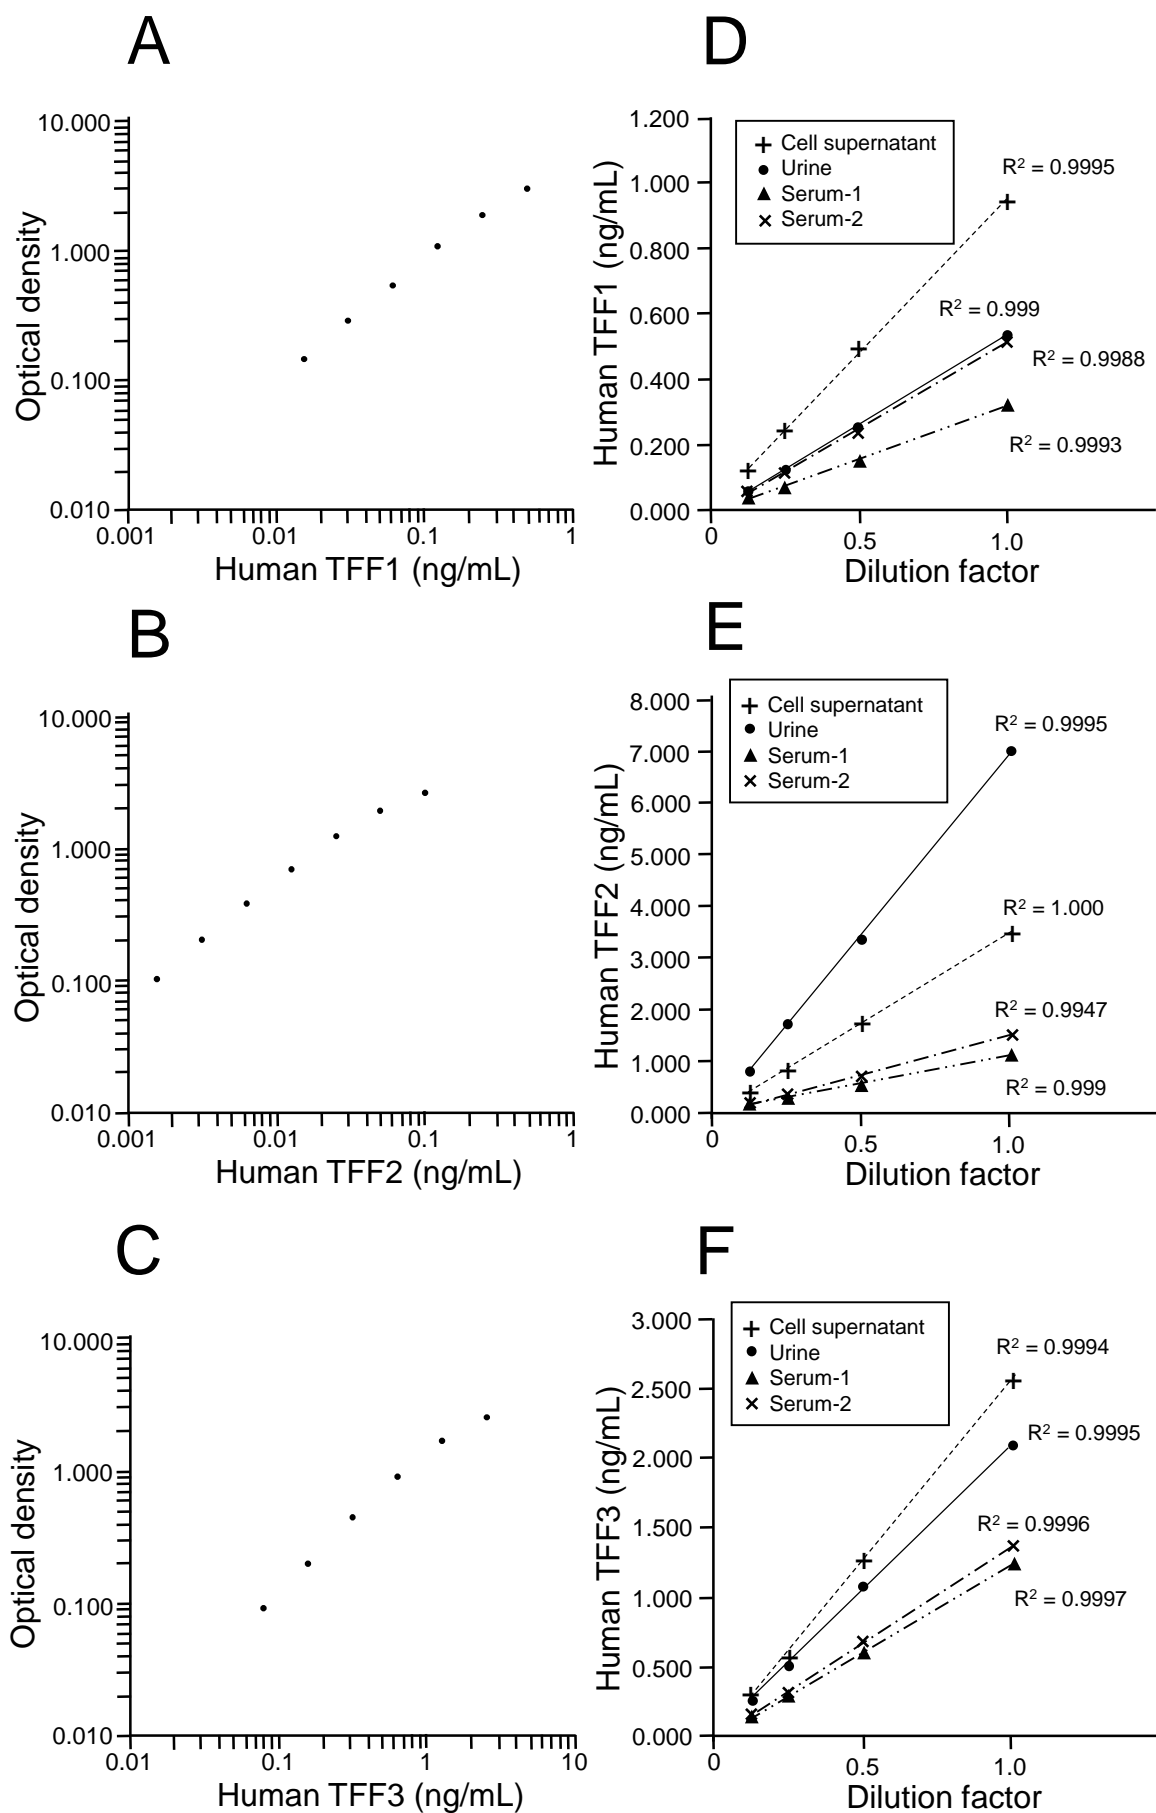 A
10.000
1.000
0.100
0.010
Optical density
0.001
0.01
0.1
1
Human TFF1 (ng/mL)
D
1.200
1.000
0.800
0.600
0.400
0.200
0.000
Human TFF1 (ng/mL)
Cell supernatant
Urine
Serum-1
Serum-2
R² = 0.9995
R² = 0.999
R² = 0.9988
R² = 0.9993
0
0.5
1.0
Dilution factor
B
10.000
1.000
0.100
0.010
Optical density
0.001
0.01
0.1
1
Human TFF2 (ng/mL)
E
8.000
7.000
6.000
5.000
4.000
3.000
2.000
1.000
0.000
Human TFF2 (ng/mL)
Cell supernatant
Urine
Serum-1
Serum-2
R² = 0.9995
R² = 1.000
R² = 0.9947
R² = 0.999
0
0.5
1.0
Dilution factor
C
10.000
1.000
0.100
0.010
Optical density
0.01
0.1
1
10
Human TFF3 (ng/mL)
F
3.000
2.500
2.000
1.500
1.000
0.500
0.000
Human TFF3 (ng/mL)
Cell supernatant
Urine
Serum-1
Serum-2
R² = 0.9994
R² = 0.9995
R² = 0.9996
R² = 0.9997
0
0.5
1.0
Dilution factor